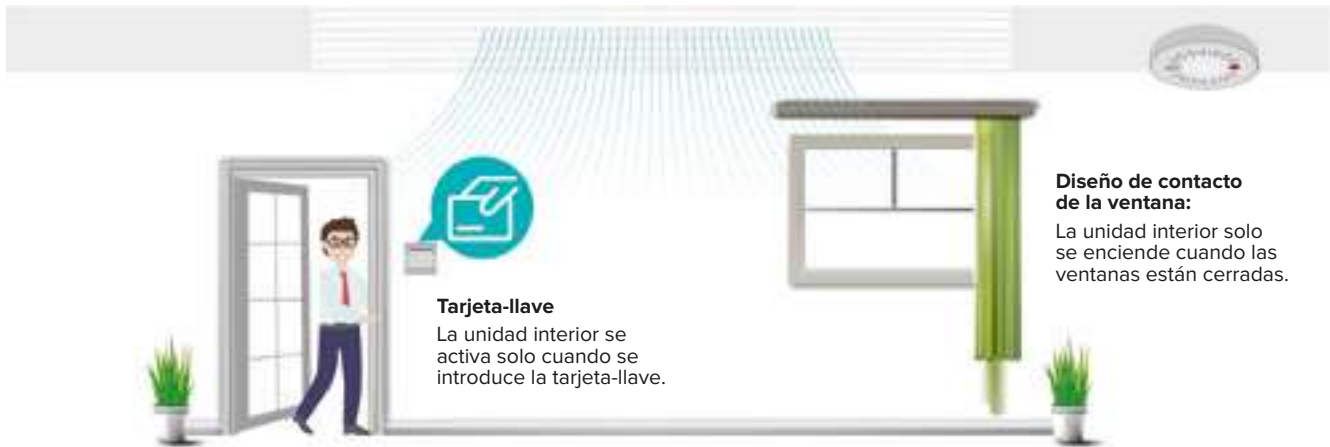 Tarjeta-llave
La unidad interior se
activa solo cuando se
introduce la tarjeta-llave.
Diseño de contacto
de la ventana:
La unidad interior solo
se enciende cuando las
ventanas están cerradas.